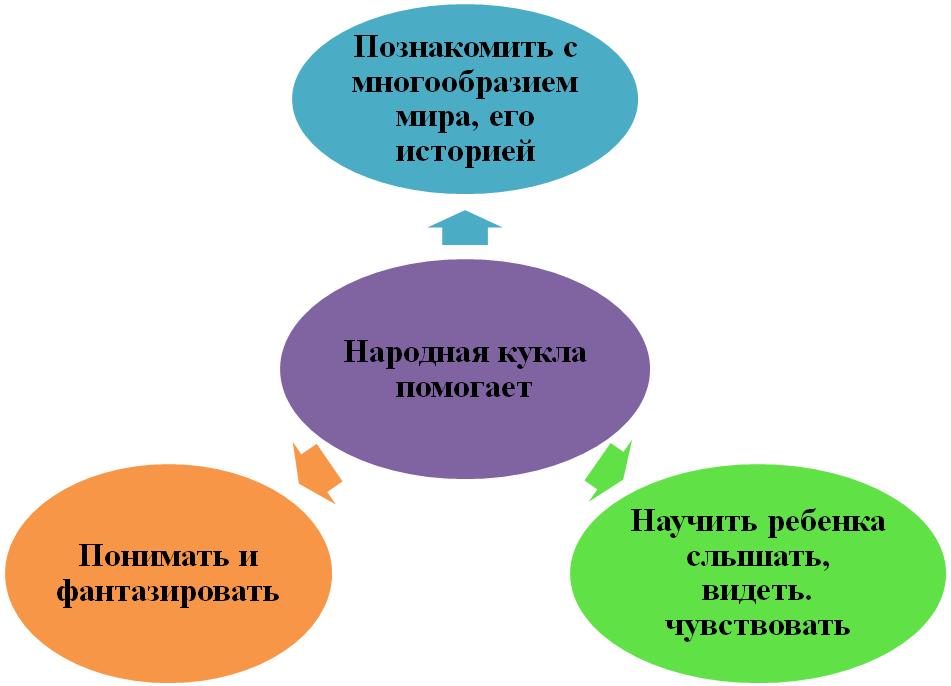 Познакомить с
многообразием
мира, его
историей
Народная кукла
помогает
Понимать и
фантазировать
Научить ребенка
слышать,
видеть.
чувствовать